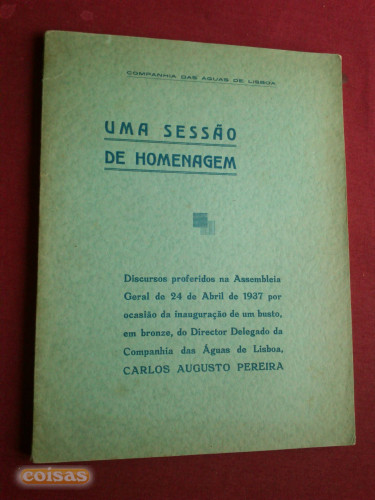 COMPANHIA DAS AGUAS DE LISBOA
UMA SESSÃO
DE HOMENAGEM
Discursos proferidos na Assembleia
Geral de 24 de Abril de 1937 por
ocasião da inauguração de um busto,
em bronze, do Director Delegado da
Companhia das Águas de Lisboa,
CARLOS AUGUSTO PEREIRA
coisas